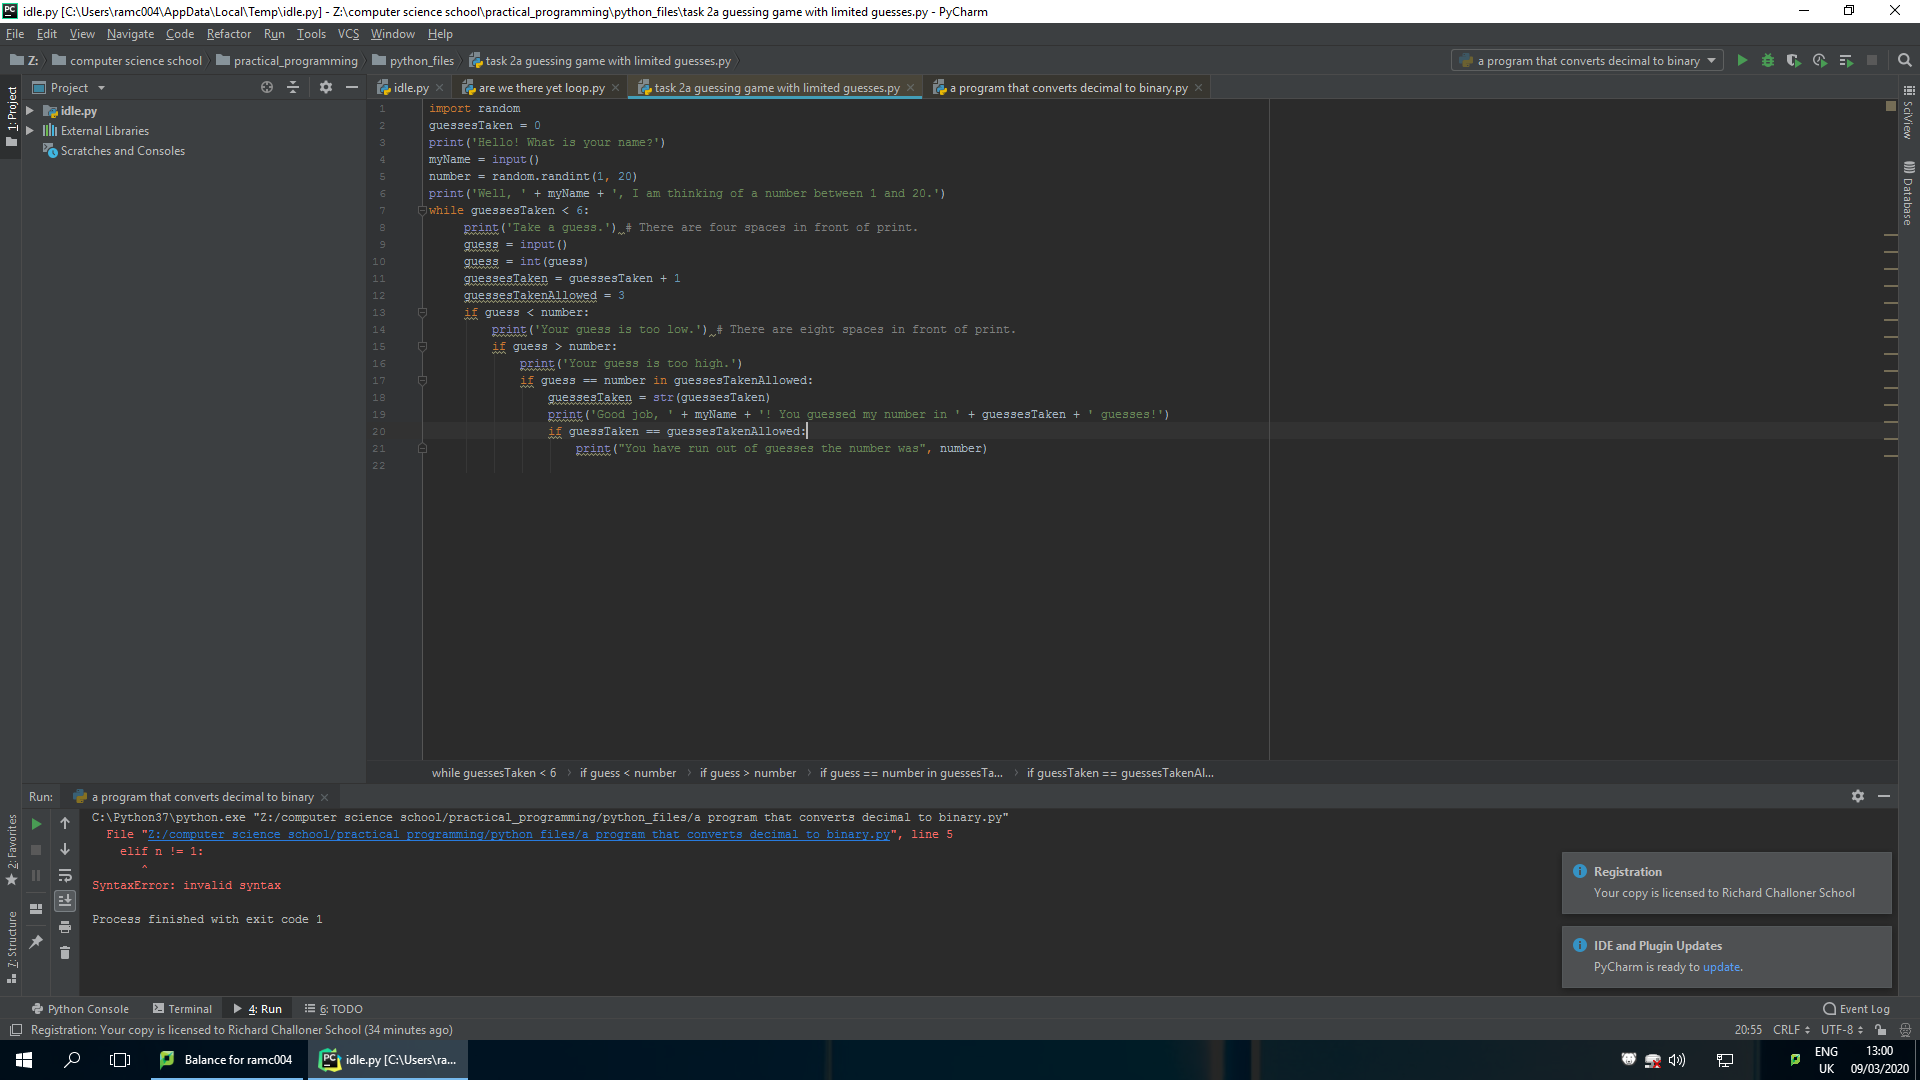 idle.py [C:\Users\ramc004\AppData\Local\Temp\idle.py] - Z:\computer science school\practical_programming\python_files\task 2a guessing game with limited guesses.py - PyCharm
File Edit View Navigate Code Refactor Run Tools VCS Window Help
Z: computer science school practical_programming python_files task 2a guessing game with limited guesses.py
a program that converts decimal to binary
Project
idle.py
External Libraries
Scratches and Consoles
1: Project
idle.py are we there yet loop.py task 2a guessing game with limited guesses.py a program that converts decimal to binary.py
1 import random
2 guessesTaken = 0
3 print('Hello! What is your name?')
4 myName = input()
5 number = random.randint(1, 20)
6 print('Well, ' + myName + ', I am thinking of a number between 1 and 20.')
7 while guessesTaken < 6:
8 print('Take a guess.') # There are four spaces in front of print.
9 guess = input()
10 guess = int(guess)
11 guessesTaken = guessesTaken + 1
12 guessesTakenAllowed = 3
13 if guess < number:
14 print('Your guess is too low.') # There are eight spaces in front of print.
15 if guess > number:
16 print('Your guess is too high.')
17 if guess == number in guessesTakenAllowed:
18 guessesTaken = str(guessesTaken)
19 print('Good job, ' + myName + '! You guessed my number in ' + guessesTaken + ' guesses!')
20 if guessTaken == guessesTakenAllowed:
21 print("You have run out of guesses the number was", number)
22
SciView
Database
while guessesTaken < 6 if guess < number if guess > number if guess == number in guessesTa... if guessTaken == guessesTakenAl...
Run: a program that converts decimal to binary
C:\Python37\python.exe "Z:/computer science school/practical_programming/python_files/a program that converts decimal to binary.py"
File "Z:/computer science school/practical programming/python files/a program that converts decimal to binary.py", line 5
elif n != 1:
^
SyntaxError: invalid syntax
Process finished with exit code 1
2: Favorites
7: Structure
Registration
Your copy is licensed to Richard Challoner School
IDE and Plugin Updates
PyCharm is ready to update.
Python Console Terminal 4: Run 6: TODO Event Log
Registration: Your copy is licensed to Richard Challoner School (34 minutes ago) 20:55 CRLF UTF-8
Balance for ramc004 idle.py [C:\Users\ra...
ENG
UK
13:00
09/03/2020